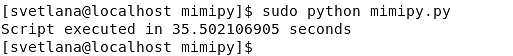 [svetlana@localhost mimipy]$ sudo python mimipy.py
Script executed in 35.502106905 seconds
[svetlana@localhost mimipy]$